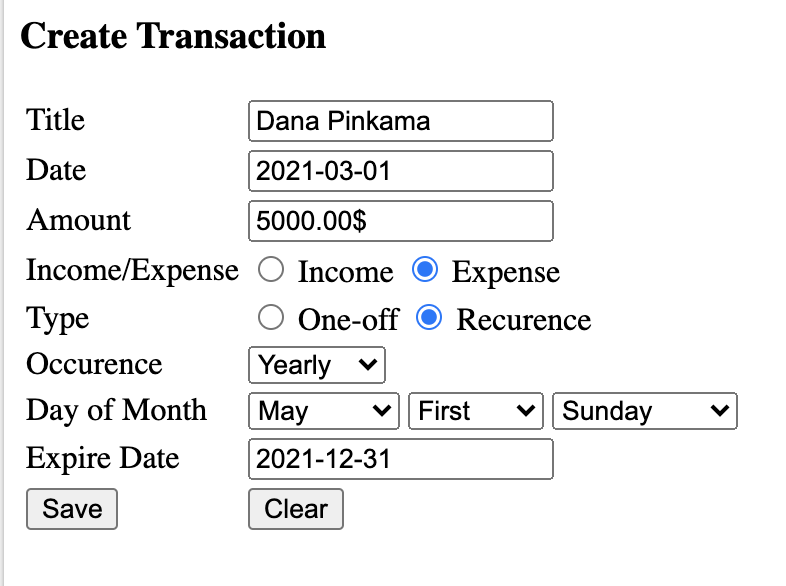 Create Transaction
Title Dana Pinkama
Date 2021-03-01
Amount 5000.00$
Income/Expense Income Expense
Type One-off Recurence
Occurence Yearly
Day of Month May First Sunday
Expire Date 2021-12-31
Save Clear